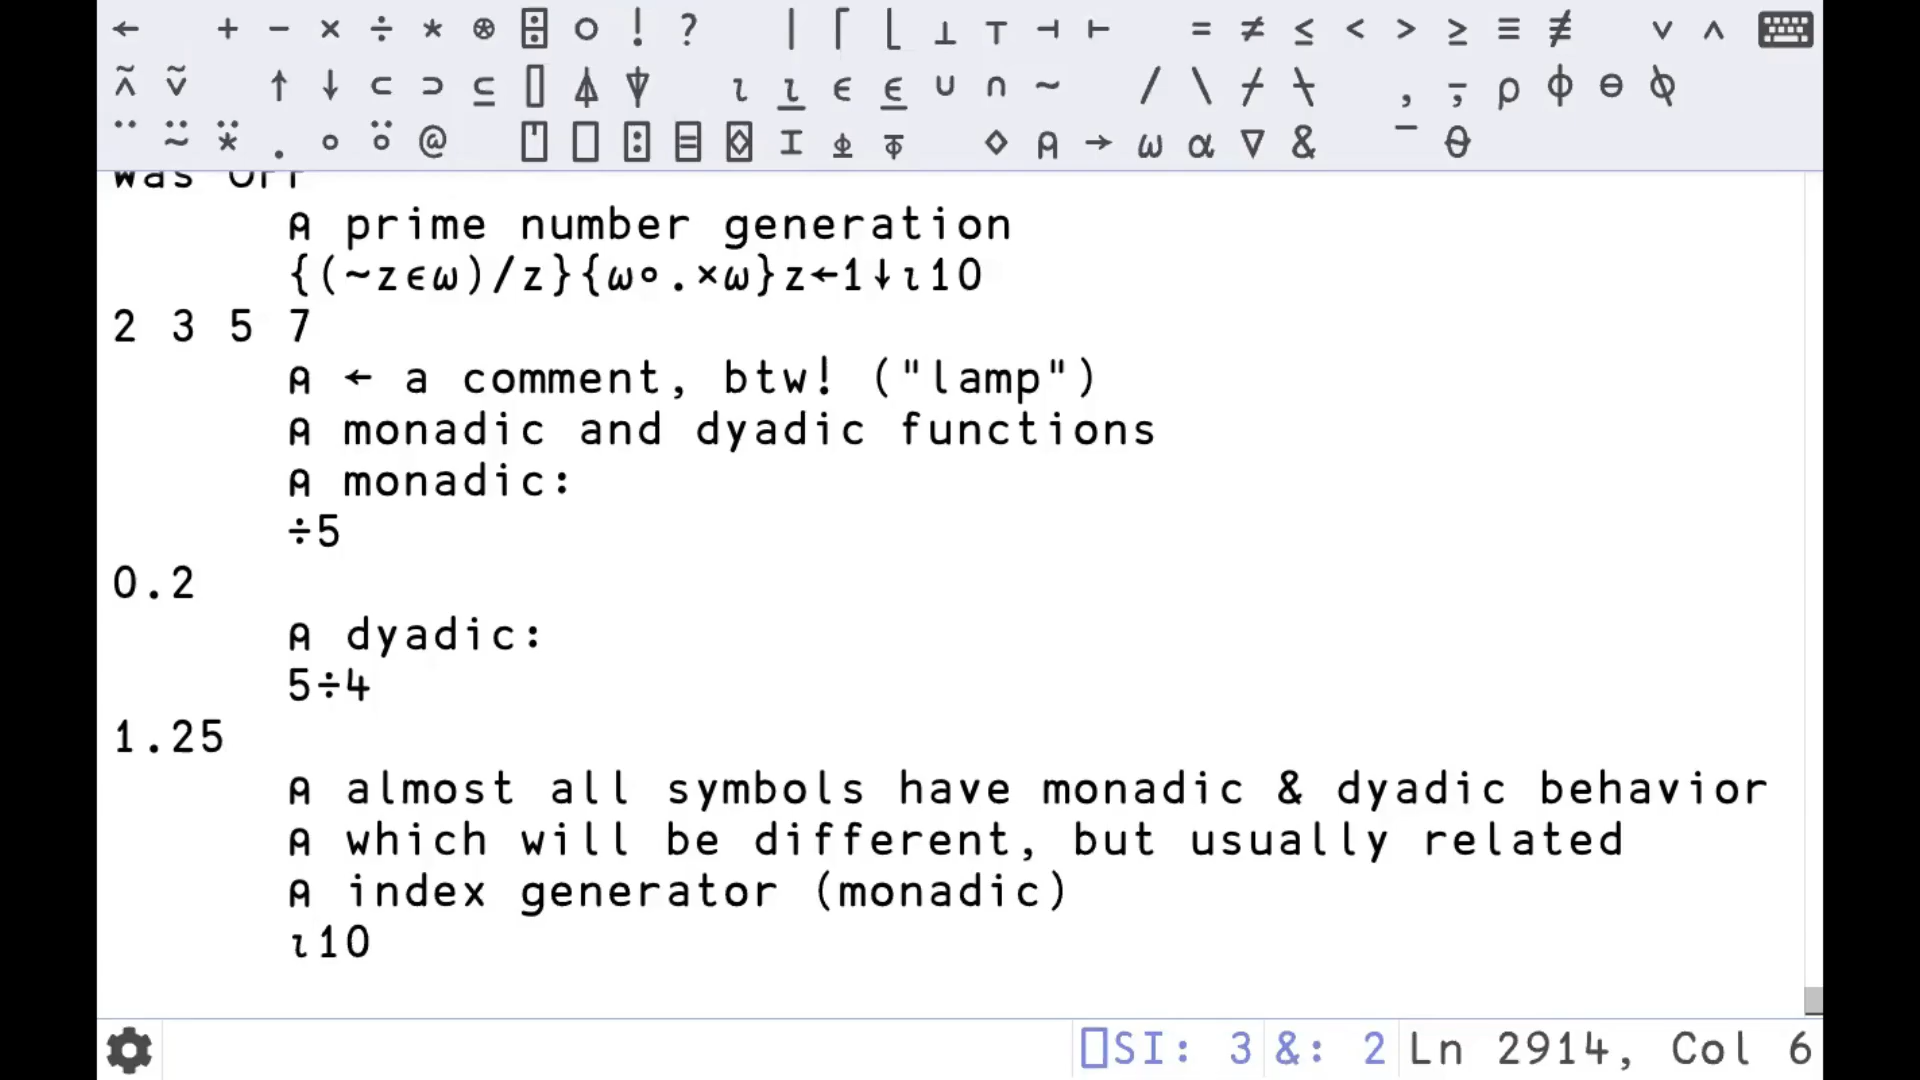 ← + - × ÷ * ⍟ ⌹ ○ ! ? | ⌈ ⌊ ⊥ ⊤ ⊣ ⊢ = ≠ ≤ < > ≥ ≡ ≢ ∨ ∧
⍲ ⍱ ↑ ↓ ⊂ ⊃ ⊆ ⌷ ⍋ ⍒ ⍳ ⍸ ∊ ⍷ ∪ ∩ ~ / \ ⌿ ⍀ , ⍪ ⍴ ⌽ ⊖ ⍉
¨ ⍨ ⍣ . ∘ ⍤ @ ⍞ ⎕ ⍠ ⌸ ⌺ ⌶ ⍎ ⍕ ⋄ ⍝ → ⍵ ⍺ ∇ & ¯ ⍬
Was OFF
⍝ prime number generation
{(~z∊⍵)/z}{⍵∘.×⍵}z←1↓⍳10
2 3 5 7
⍝ ← a comment, btw! ("lamp")
⍝ monadic and dyadic functions
⍝ monadic:
÷5
0.2
⍝ dyadic:
5÷4
1.25
⍝ almost all symbols have monadic & dyadic behavior
⍝ which will be different, but usually related
⍝ index generator (monadic)
⍳10
⎕SI: 3 &: 2 Ln 2914, Col 6